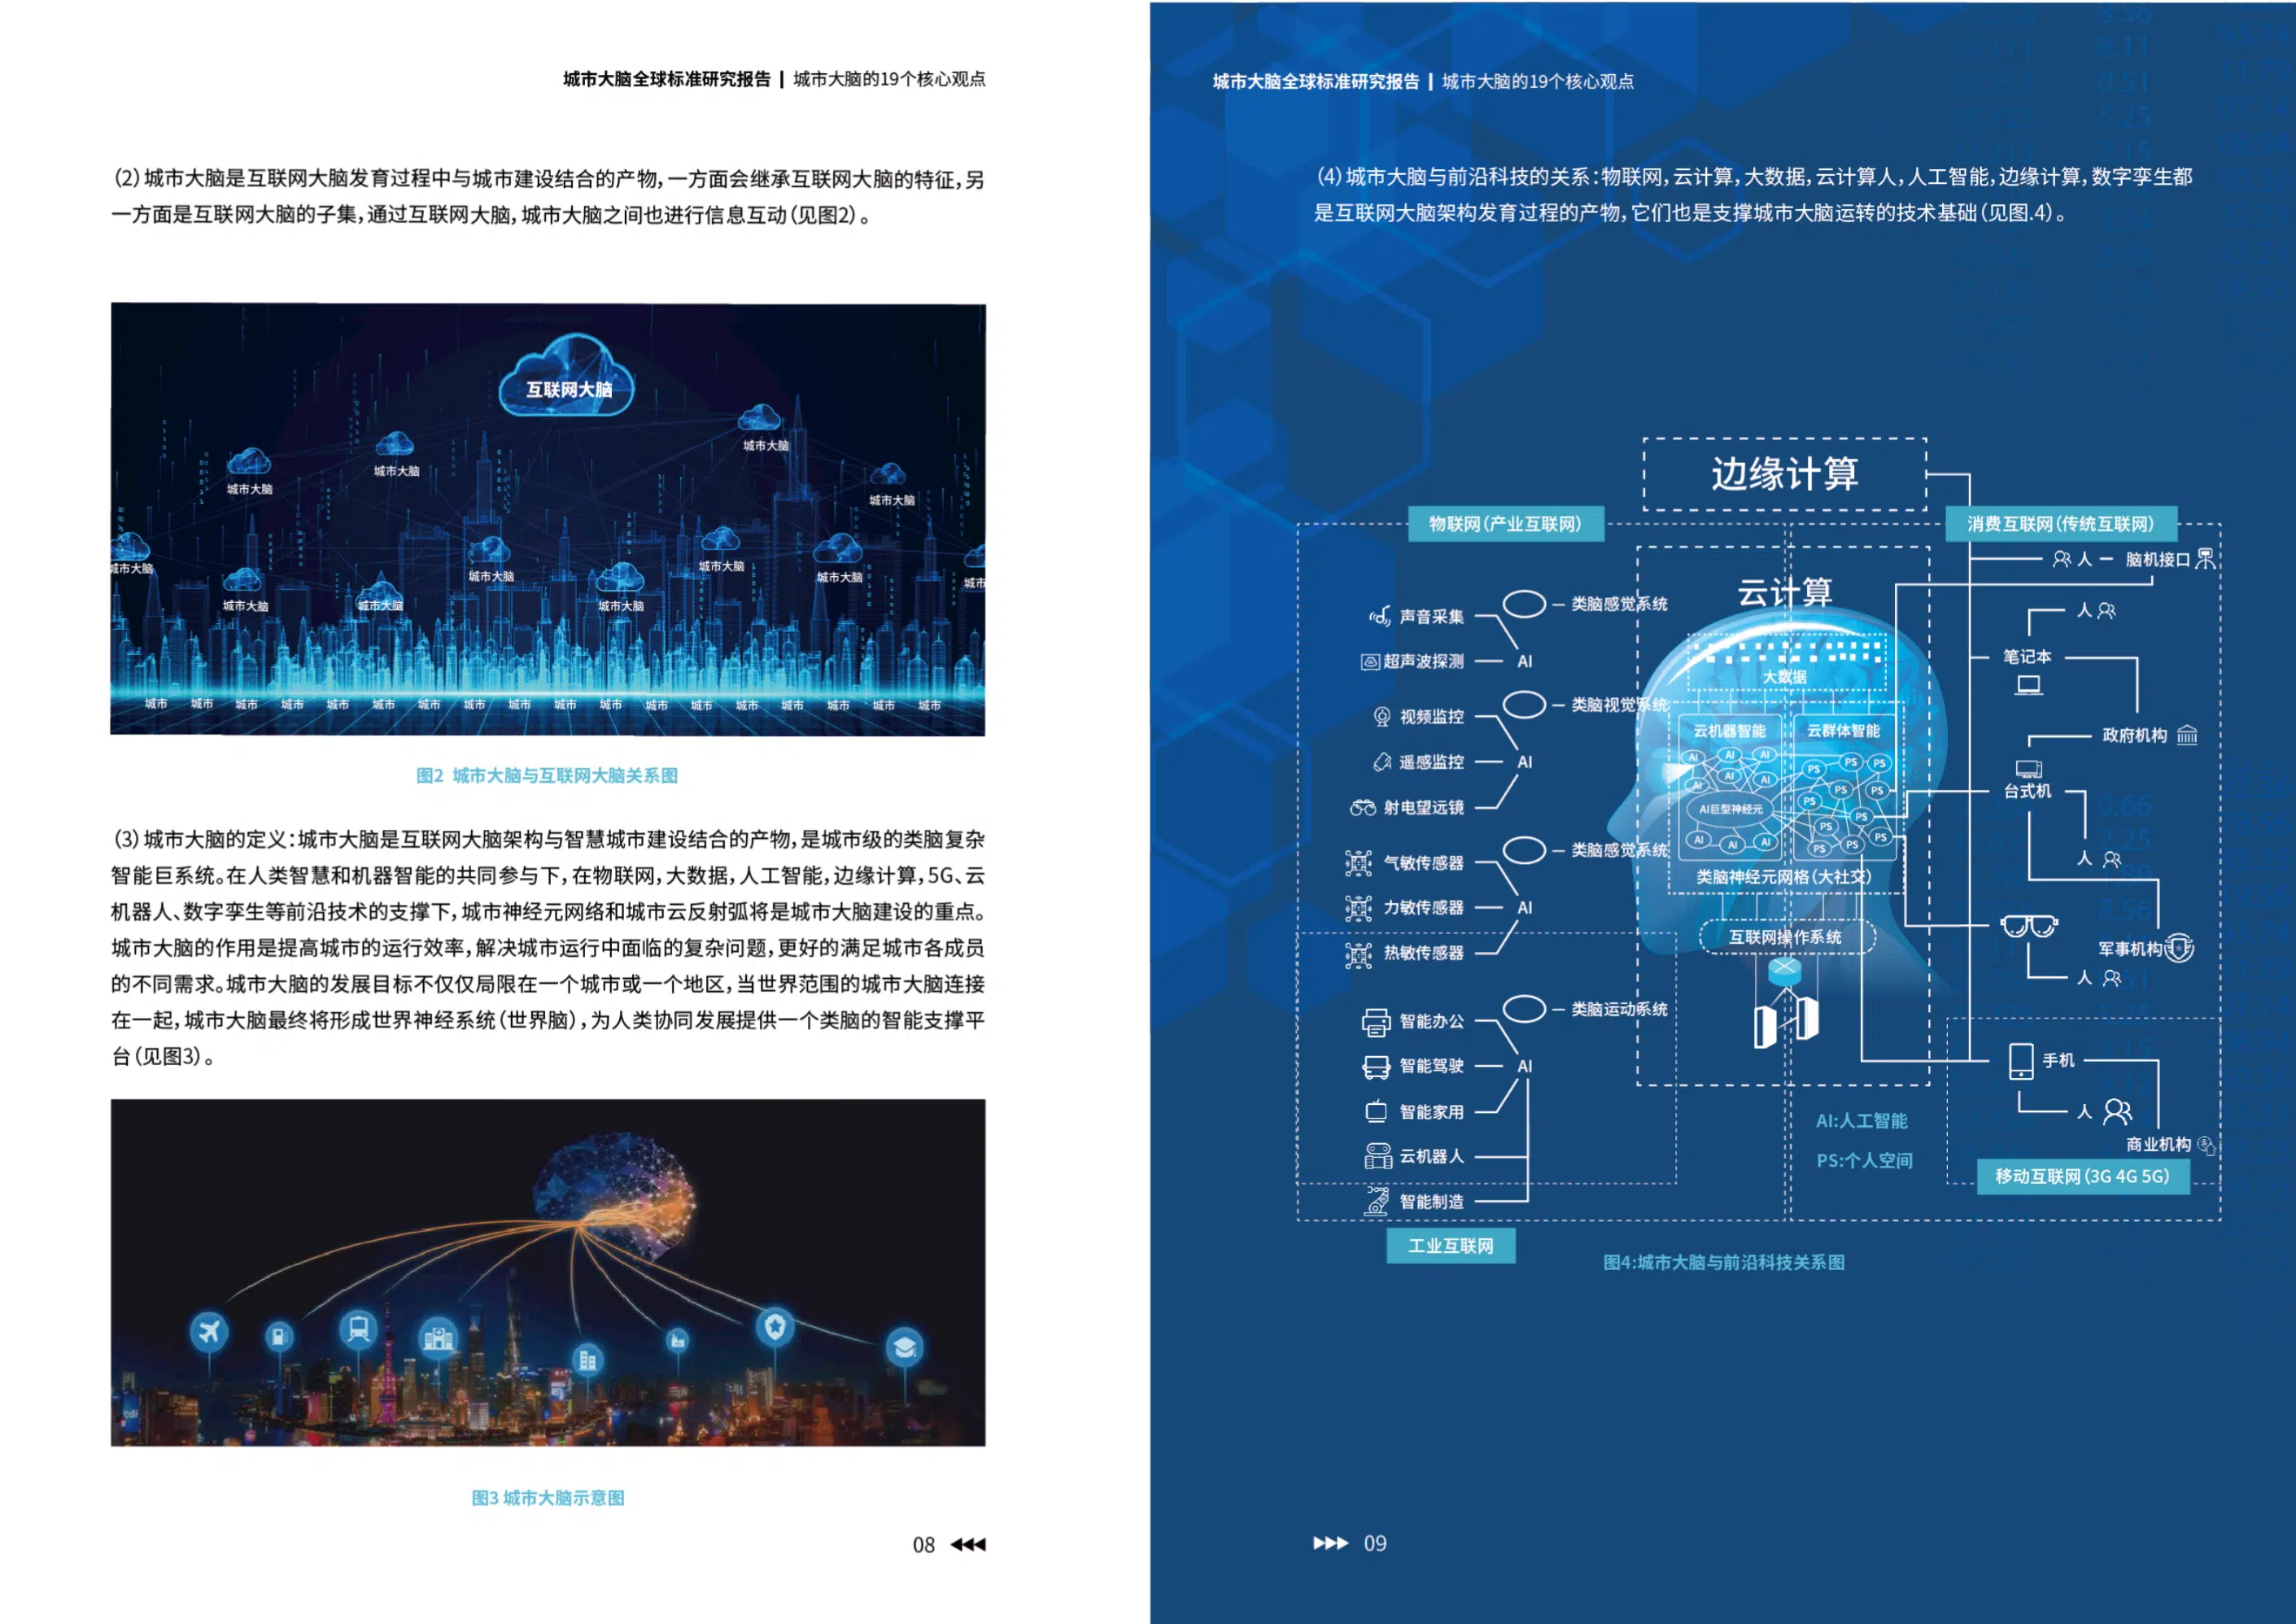 城市大脑全球标准研究报告 | 城市大脑的19个核心观点
（2）城市大脑是互联网大脑发育过程中与城市建设结合的产物，一方面会继承互联网大脑的特征，另
一方面是互联网大脑的子集，通过互联网大脑，城市大脑之间也进行信息互动（见图2）。
互联网大脑
城市大脑
城市大脑
城市大脑
城市大脑
城市大脑
城市大脑
城市大脑
城市大脑
城市
城市大脑
城市大脑
城市大脑
城市大脑
城市 城市 城市 城市 城市 城市 城市 城市 城市 城市 城市 城市 城市 城市 城市 城市 城市 城市
图2 城市大脑与互联网大脑关系图
（3）城市大脑的定义：城市大脑是互联网大脑架构与智慧城市建设结合的产物，是城市级的类脑复杂
智能巨系统。在人类智慧和机器智能的共同参与下，在物联网，大数据，人工智能，边缘计算，5G、云
机器人、数字孪生等前沿技术的支撑下，城市神经元网络和城市云反射弧将是城市大脑建设的重点。
城市大脑的作用是提高城市的运行效率，解决城市运行中面临的复杂问题，更好的满足城市各成员
的不同需求。城市大脑的发展目标不仅仅局限在一个城市或一个地区，当世界范围的城市大脑连接
在一起，城市大脑最终将形成世界神经系统（世界脑），为人类协同发展提供一个类脑的智能支撑平
台（见图3）。
图3 城市大脑示意图
08
城市大脑全球标准研究报告 | 城市大脑的19个核心观点
（4）城市大脑与前沿科技的关系：物联网，云计算，大数据，云计算人，人工智能，边缘计算，数字孪生都
是互联网大脑架构发育过程的产物，它们也是支撑城市大脑运转的技术基础（见图.4）。
边缘计算
物联网（产业互联网）
声音采集
类脑感觉系统
超声波探测
AI
视频监控
类脑视觉系统
遥感监控
AI
射电望远镜
气敏传感器
类脑感觉系统
力敏传感器
AI
热敏传感器
智能办公
类脑运动系统
智能驾驶
AI
智能家用
云机器人
智能制造
工业互联网
云计算
大数据
云机器智能
云群体智能
AI AI AI
AI AI
AI
AI巨型神经元
AI AI AI
PS PS PS
PS PS
PS
PS
PS PS
PS PS
类脑神经元网格（大社交）
互联网操作系统
消费互联网（传统互联网）
人 脑机接口
人
笔记本
政府机构
台式机
人
军事机构
人
手机
人
商业机构
移动互联网（3G 4G 5G）
AI:人工智能
PS:个人空间
图4:城市大脑与前沿科技关系图
09